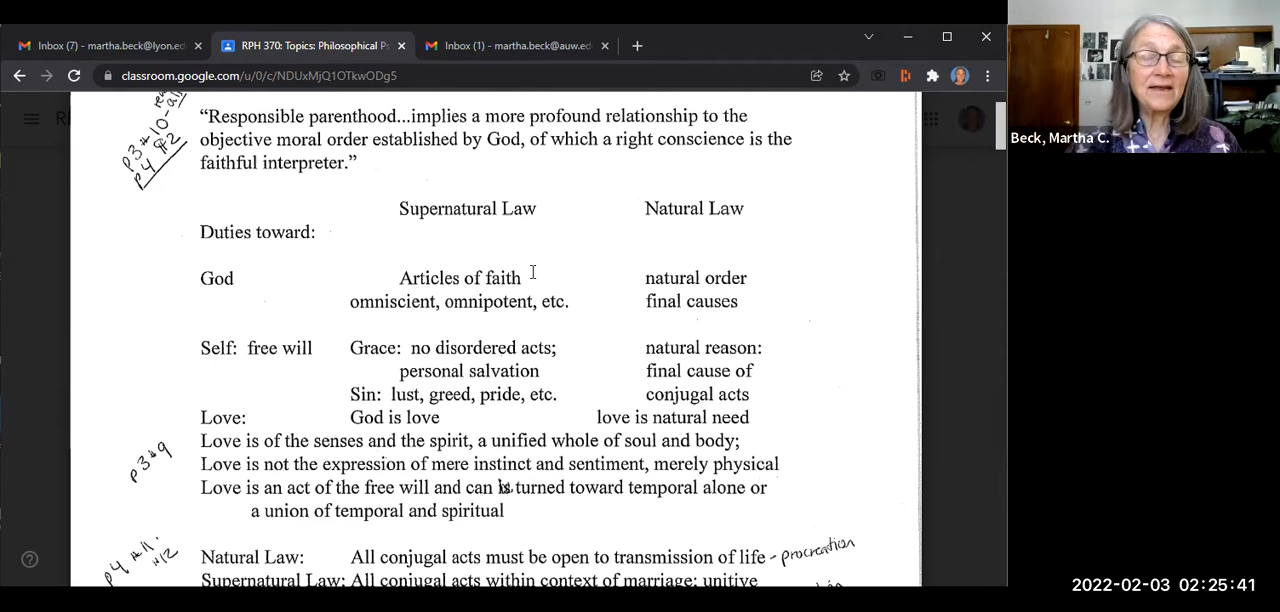 Inbox (7) - martha.beck@lyon.ed
RPH 370: Topics: Philosophical P
Inbox (1) - martha.beck@auw.ed
classroom.google.com/u/0/c/NDUxMjQ1OTkwODg5
Beck, Martha C.
"Responsible parenthood...implies a more profound relationship to the
objective moral order established by God, of which a right conscience is the
faithful interpreter."
p4 ¶2
Supernatural Law Natural Law
Duties toward:
God Articles of faith natural order
omniscient, omnipotent, etc. final causes
Self: free will Grace: no disordered acts; natural reason:
personal salvation final cause of
Sin: lust, greed, pride, etc. conjugal acts
Love: God is love love is natural need
Love is of the senses and the spirit, a unified whole of soul and body;
p3 #9 Love is not the expression of mere instinct and sentiment, merely physical
Love is an act of the free will and can be turned toward temporal alone or
a union of temporal and spiritual
p4 #11.
#12
Natural Law: All conjugal acts must be open to transmission of life - procreation
Supernatural Law: All conjugal acts within context of marriage: unitive
2022-02-03 02:25:41